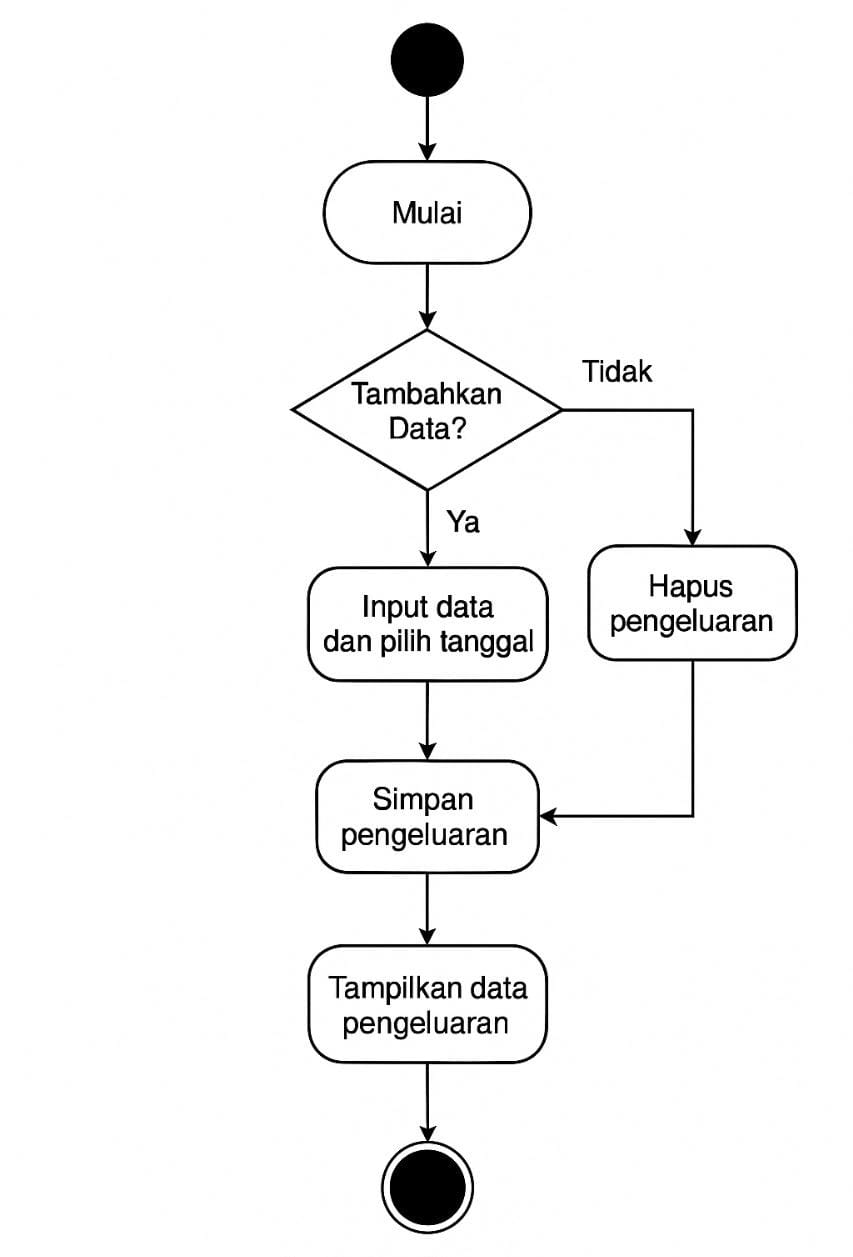 Mulai
Tambahkan
Data?
Tidak
Ya
Input data
dan pilih tanggal
Hapus
pengeluaran
Simpan
pengeluaran
Tampilkan data
pengeluaran